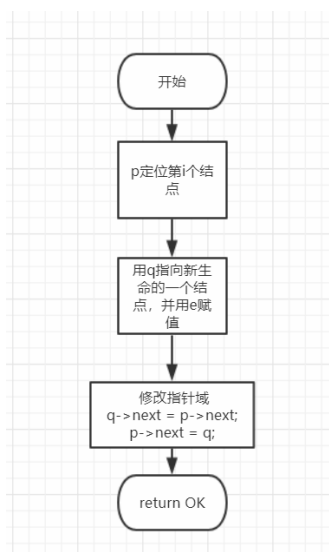 开始
p定位第i个结
点
用q指向新生
命的一个结
点，并用e赋
值
修改指针域
q->next = p->next;
p->next = q;
return OK